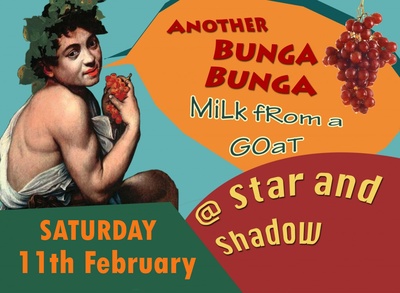 ANOTHER
BUNGA
BUNGA
MiLk fRom a
GOaT
@ Star and
shadow
SATURDAY
11th February